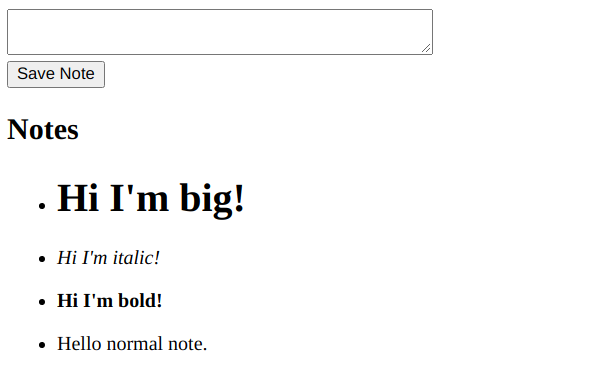 Save Note
Notes
Hi I'm big!
Hi I'm italic!
Hi I'm bold!
Hello normal note.